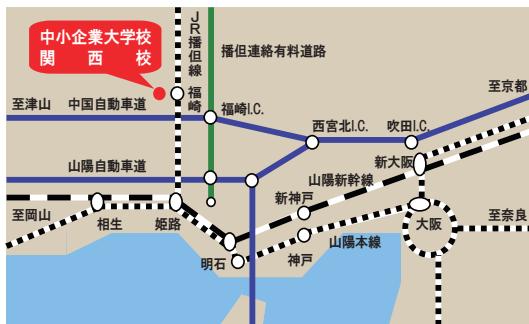 中小企業大学校
関西校
JR播但線
福崎
播但連絡有料道路
至京都
至津山
中国自動車道
福崎I.C.
西宮北I.C.
吹田I.C.
新大阪
山陽自動車道
山陽新幹線
新神戸
至岡山
相生
姫路
明石
神戸
山陽本線
大阪
至奈良